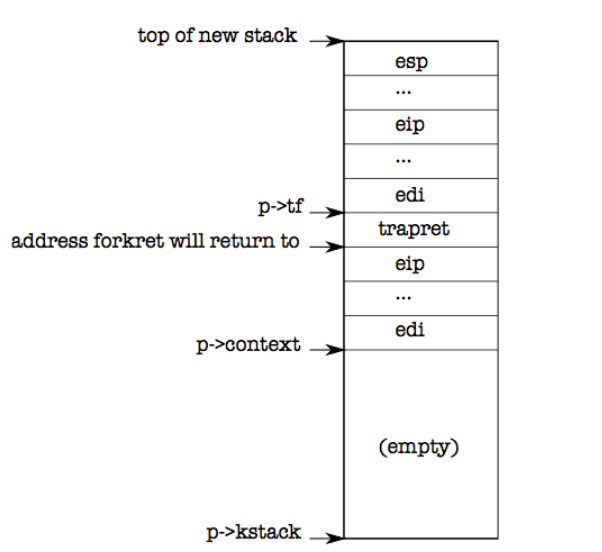 top of new stack
esp
...
eip
...
edi
p->tf
trapret
address forkret will return to
eip
...
edi
p->context
(empty)
p->kstack